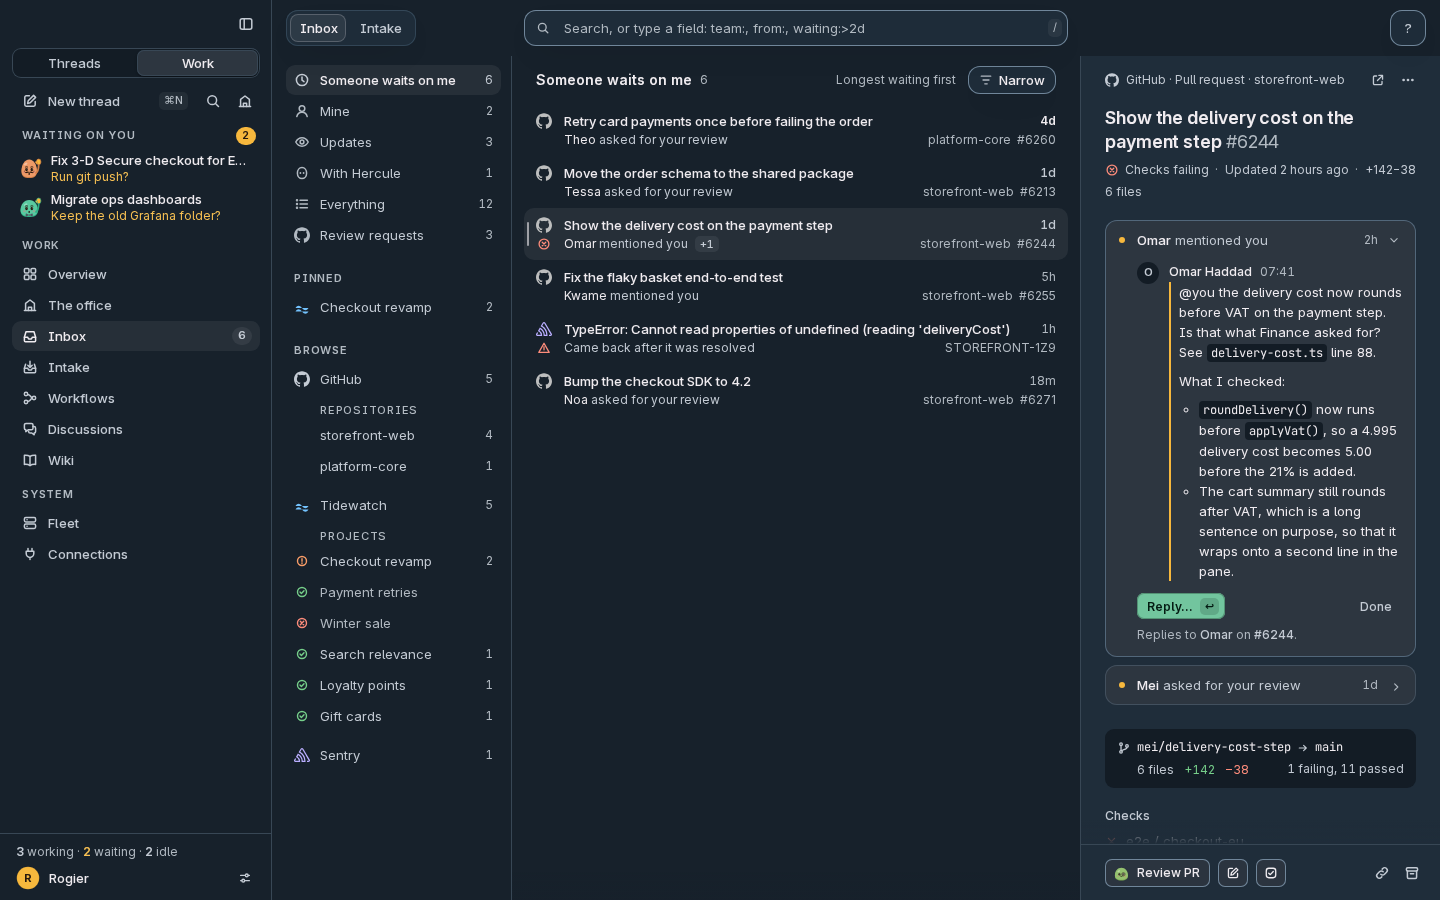 Threads
Work
New thread
⌘N
WAITING ON YOU
2
Fix 3-D Secure checkout for E…
Run git push?
Migrate ops dashboards
Keep the old Grafana folder?
WORK
Overview
The office
Inbox
6
Intake
Workflows
Discussions
Wiki
SYSTEM
Fleet
Connections
3 working · 2 waiting · 2 idle
R
Rogier
Inbox
Intake
Someone waits on me
6
Mine
2
Updates
3
With Hercule
1
Everything
12
Review requests
3
PINNED
Checkout revamp
2
BROWSE
GitHub
5
REPOSITORIES
storefront-web
4
platform-core
1
Tidewatch
5
PROJECTS
Checkout revamp
2
Payment retries
Winter sale
Search relevance
1
Loyalty points
1
Gift cards
1
Sentry
1
Search, or type a field: team:, from:, waiting:>2d
/
?
Someone waits on me 6
Longest waiting first
Narrow
Retry card payments once before failing the order
4d
Theo asked for your review
platform-core #6260
Move the order schema to the shared package
1d
Tessa asked for your review
storefront-web #6213
Show the delivery cost on the payment step
1d
Omar mentioned you +1
storefront-web #6244
Fix the flaky basket end-to-end test
5h
Kwame mentioned you
storefront-web #6255
TypeError: Cannot read properties of undefined (reading 'deliveryCost')
1h
Came back after it was resolved
STOREFRONT-1Z9
Bump the checkout SDK to 4.2
18m
Noa asked for your review
storefront-web #6271
GitHub · Pull request · storefront-web
Show the delivery cost on the
payment step #6244
Checks failing · Updated 2 hours ago · +142−38
6 files
Omar mentioned you
2h
O
Omar Haddad 07:41
@you the delivery cost now rounds
before VAT on the payment step.
Is that what Finance asked for?
See delivery-cost.ts line 88.
What I checked:
roundDelivery() now runs
before applyVat(), so a 4.995
delivery cost becomes 5.00
before the 21% is added.
The cart summary still rounds
after VAT, which is a long
sentence on purpose, so that it
wraps onto a second line in the
pane.
Reply… ↩
Done
Replies to Omar on #6244.
Mei asked for your review
1d
mei/delivery-cost-step → main
6 files +142 −38
1 failing, 11 passed
Checks
e2e / checkout-eu
Review PR